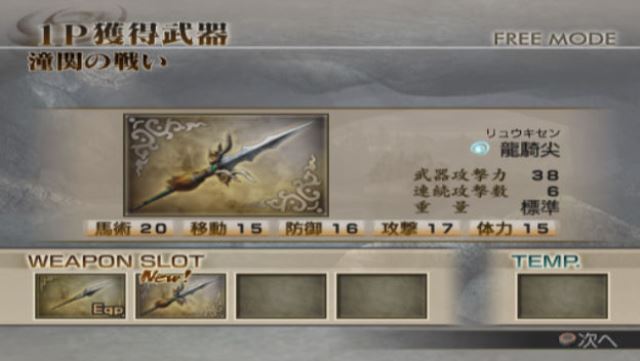 1P獲得武器
FREE MODE
潼関の戦い
リュウキセン
龍騎尖
武器攻撃力 38
連続攻撃数 6
重量 標準
馬術 20 移動 15 防御 16 攻撃 17 体力 15
WEAPON SLOT
TEMP.
New!
Eqp
次へ